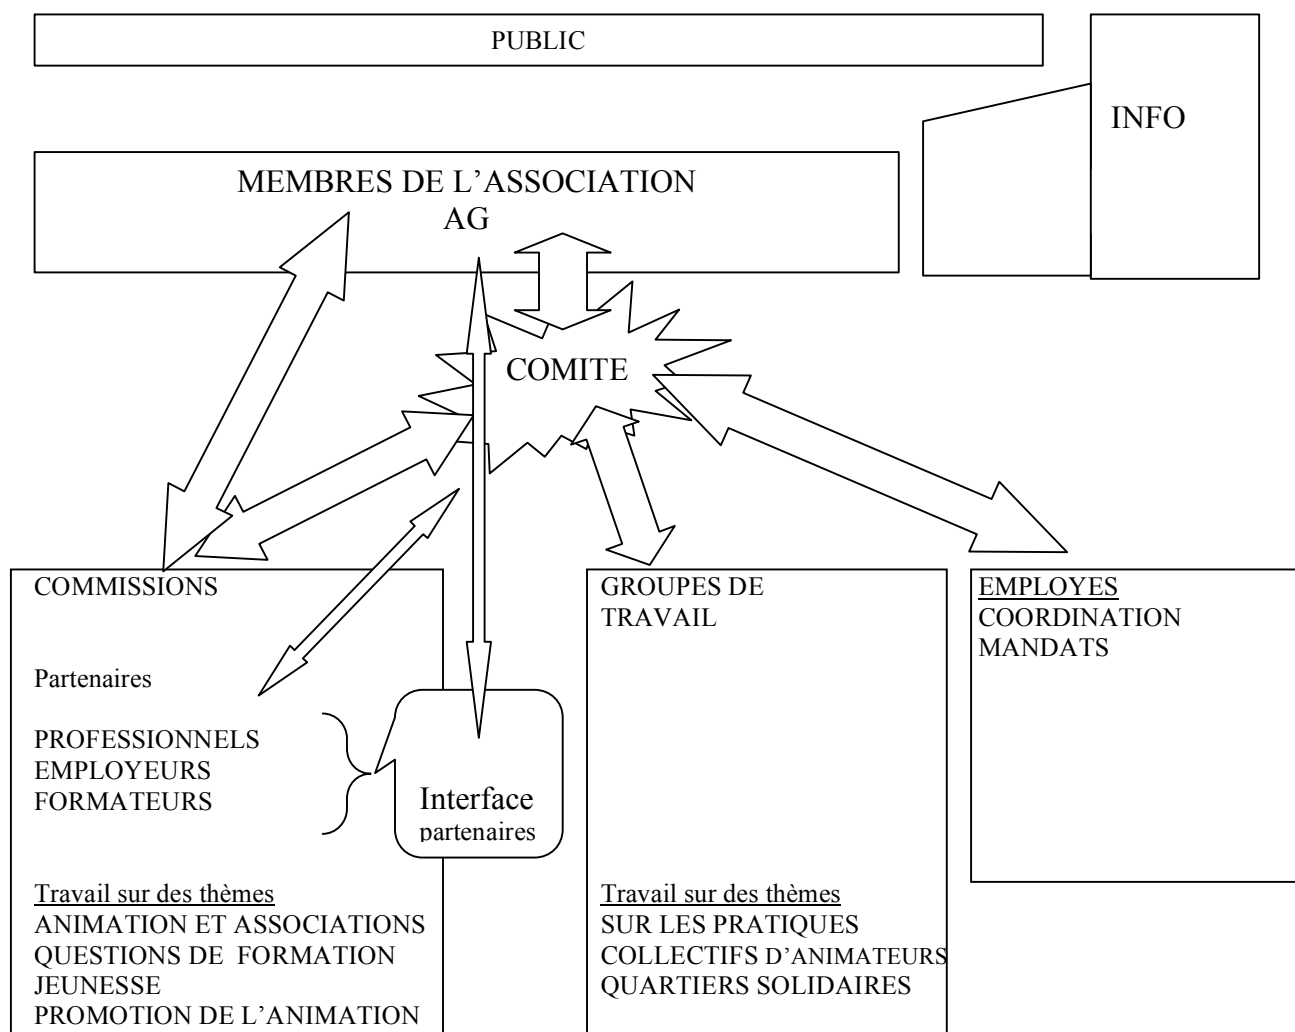 PUBLIC
INFO
MEMBRES DE L’ASSOCIATION
AG
COMITE
COMMISSIONS
Partenaires
PROFESSIONNELS
EMPLOYEURS
FORMATEURS
Interface
partenaires
Travail sur des thèmes
ANIMATION ET ASSOCIATIONS
QUESTIONS DE FORMATION
JEUNESSE
PROMOTION DE L’ANIMATION
GROUPES DE
TRAVAIL
Travail sur des thèmes
SUR LES PRATIQUES
COLLECTIFS D’ANIMATEURS
QUARTIERS SOLIDAIRES
EMPLOYES
COORDINATION
MANDATS